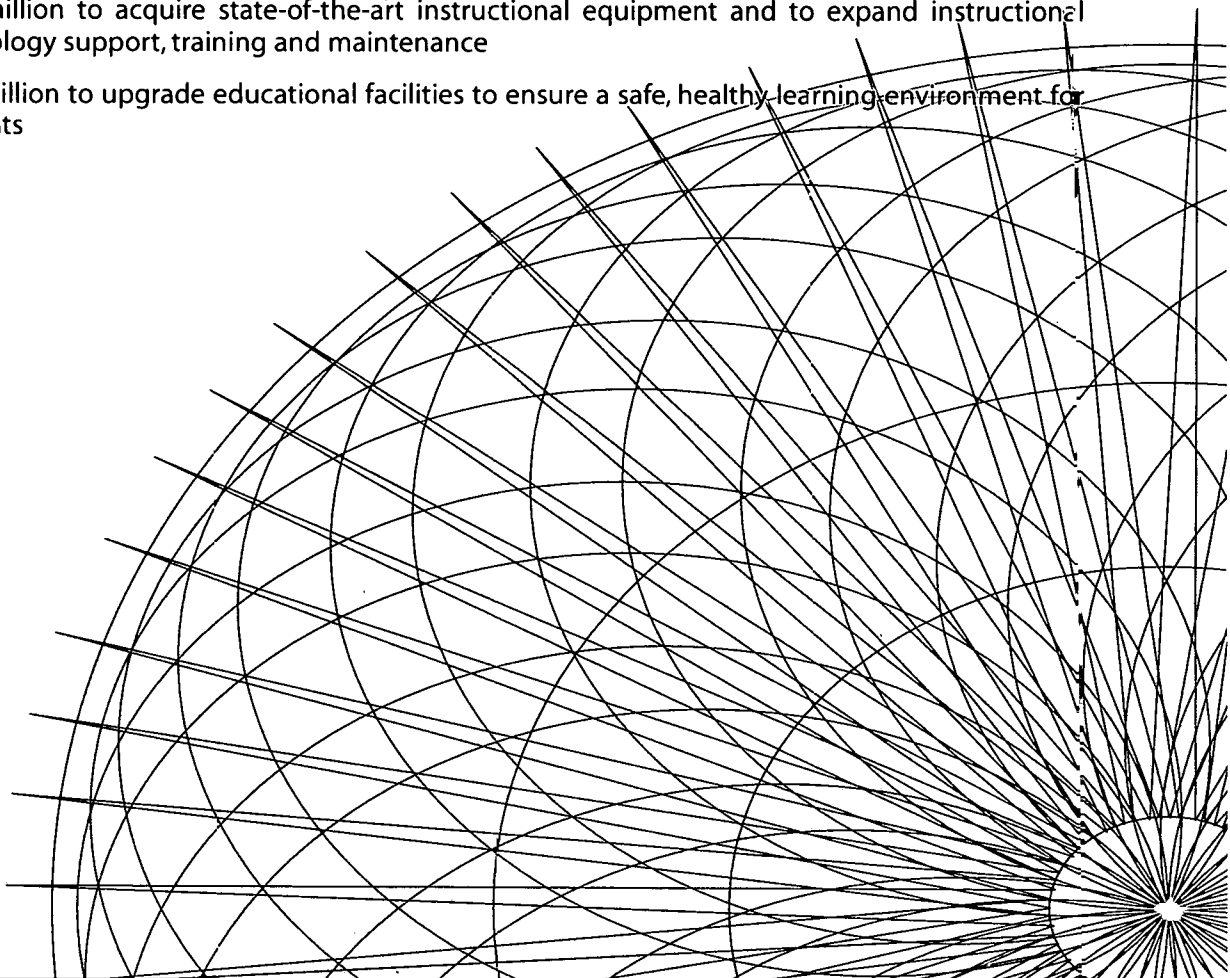 illion to acquire state-of-the-art instructional equipment and to expand instructional
ology support, training and maintenance
illion to upgrade educational facilities to ensure a safe, healthy learning environment for
ts